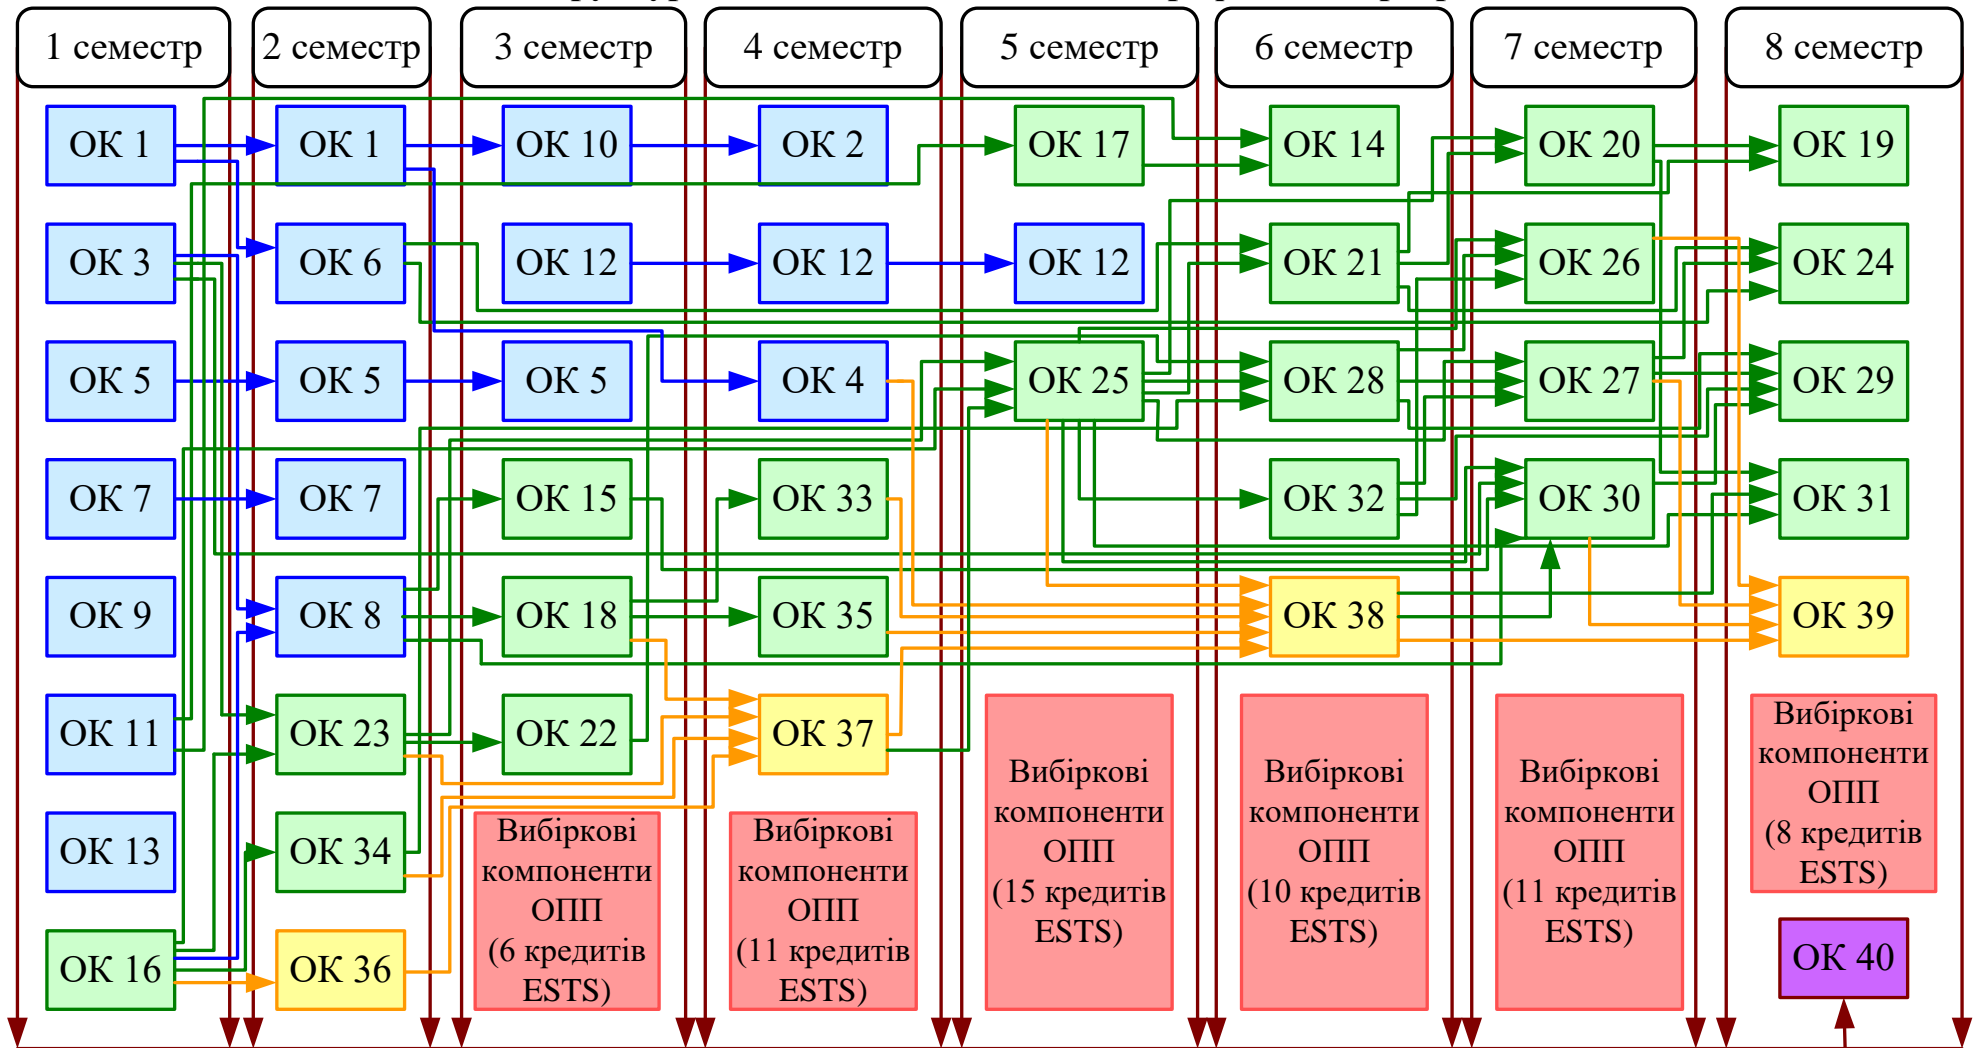 1 семестр
2 семестр
3 семестр
4 семестр
5 семестр
6 семестр
7 семестр
8 семестр
ОК 1
ОК 1
ОК 10
ОК 2
ОК 17
ОК 14
ОК 20
ОК 19
ОК 3
ОК 6
ОК 12
ОК 12
ОК 12
ОК 21
ОК 26
ОК 24
ОК 5
ОК 5
ОК 5
ОК 4
ОК 25
ОК 28
ОК 27
ОК 29
ОК 7
ОК 7
ОК 15
ОК 33
ОК 32
ОК 30
ОК 31
ОК 9
ОК 8
ОК 18
ОК 35
ОК 38
ОК 39
ОК 11
ОК 23
ОК 22
ОК 37
ОК 13
ОК 34
ОК 16
ОК 36
Вибіркові
компоненти
ОПП
(6 кредитів
ESTS)
Вибіркові
компоненти
ОПП
(11 кредитів
ESTS)
Вибіркові
компоненти
ОПП
(15 кредитів
ESTS)
Вибіркові
компоненти
ОПП
(10 кредитів
ESTS)
Вибіркові
компоненти
ОПП
(11 кредитів
ESTS)
Вибіркові
компоненти
ОПП
(8 кредитів
ESTS)
ОК 40